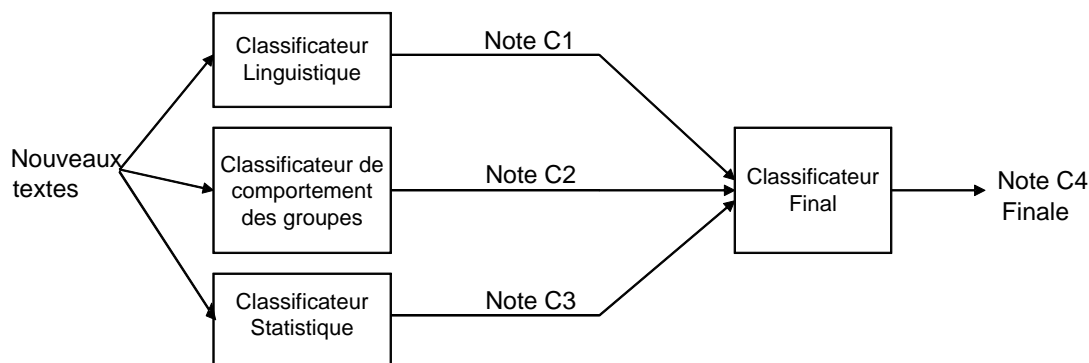 Nouveaux
textes
Classificateur
Linguistique
Note C1
Classificateur de
comportement
des groupes
Note C2
Classificateur
Statistique
Note C3
Classificateur
Final
Note C4
Finale